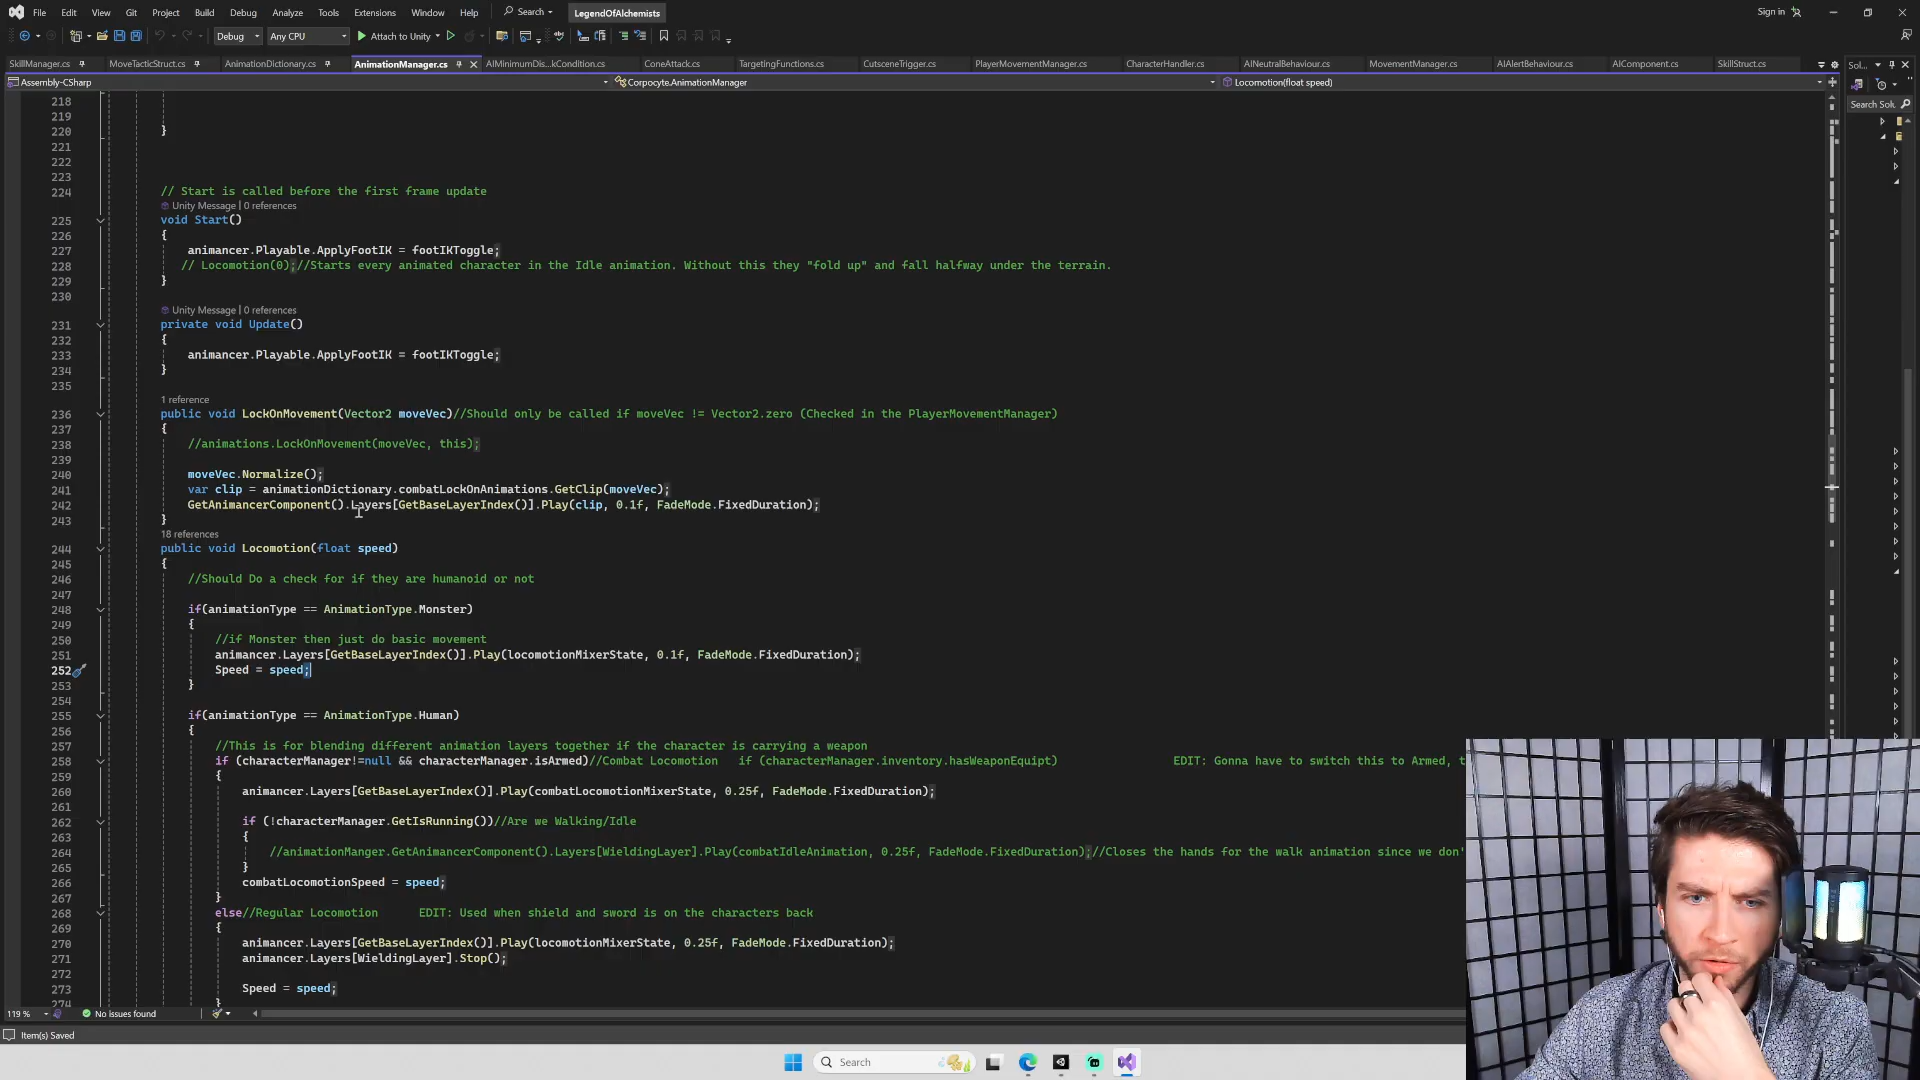 File Edit View Git Project Build Debug Analyze Tools Extensions Window Help Search LegendOfAlchemists Sign in
Debug Any CPU Attach to Unity
SkillManager.cs MoveTacticStruct.cs AnimationDictionary.cs AnimationManager.cs AIMinimumDis...kCondition.cs ConeAttack.cs TargetingFunctions.cs CutsceneTrigger.cs PlayerMovementManager.cs CharacterHandler.cs AINeutralBehaviour.cs MovementManager.cs AIAlertBehaviour.cs AIComponent.cs SkillStruct.cs Sol...
Assembly-CSharp Corpocyte.AnimationManager Locomotion(float speed)
Search Solu
218
219
220 }
221
222
223
224 // Start is called before the first frame update
Unity Message | 0 references
225 void Start()
226 {
227 animancer.Playable.ApplyFootIK = footIKToggle;
228 // Locomotion(0);//Starts every animated character in the Idle animation. Without this they "fold up" and fall halfway under the terrain.
229 }
230
Unity Message | 0 references
231 private void Update()
232 {
233 animancer.Playable.ApplyFootIK = footIKToggle;
234 }
235
1 reference
236 public void LockOnMovement(Vector2 moveVec)//Should only be called if moveVec != Vector2.zero (Checked in the PlayerMovementManager)
237 {
238 //animations.LockOnMovement(moveVec, this);
239
240 moveVec.Normalize();
241 var clip = animationDictionary.combatLockOnAnimations.GetClip(moveVec);
242 GetAnimancerComponent().Layers[GetBaseLayerIndex()].Play(clip, 0.1f, FadeMode.FixedDuration);
243 }
18 references
244 public void Locomotion(float speed)
245 {
246 //Should Do a check for if they are humanoid or not
247
248 if(animationType == AnimationType.Monster)
249 {
250 //if Monster then just do basic movement
251 animancer.Layers[GetBaseLayerIndex()].Play(locomotionMixerState, 0.1f, FadeMode.FixedDuration);
252 Speed = speed;
253 }
254
255 if(animationType == AnimationType.Human)
256 {
257 //This is for blending different animation layers together if the character is carrying a weapon
258 if (characterManager!=null && characterManager.isArmed)//Combat Locomotion if (characterManager.inventory.hasWeaponEquipt) EDIT: Gonna have to switch this to Armed, t
259 {
260 animancer.Layers[GetBaseLayerIndex()].Play(combatLocomotionMixerState, 0.25f, FadeMode.FixedDuration);
261
262 if (!characterManager.GetIsRunning())//Are we Walking/Idle
263 {
264 //animationManger.GetAnimancerComponent().Layers[WieldingLayer].Play(combatIdleAnimation, 0.25f, FadeMode.FixedDuration);//Closes the hands for the walk animation since we don'
265 }
266 combatLocomotionSpeed = speed;
267 }
268 else//Regular Locomotion EDIT: Used when shield and sword is on the characters back
269 {
270 animancer.Layers[GetBaseLayerIndex()].Play(locomotionMixerState, 0.25f, FadeMode.FixedDuration);
271 animancer.Layers[WieldingLayer].Stop();
272
273 Speed = speed;
274 }
119 % No issues found
Item(s) Saved
Search